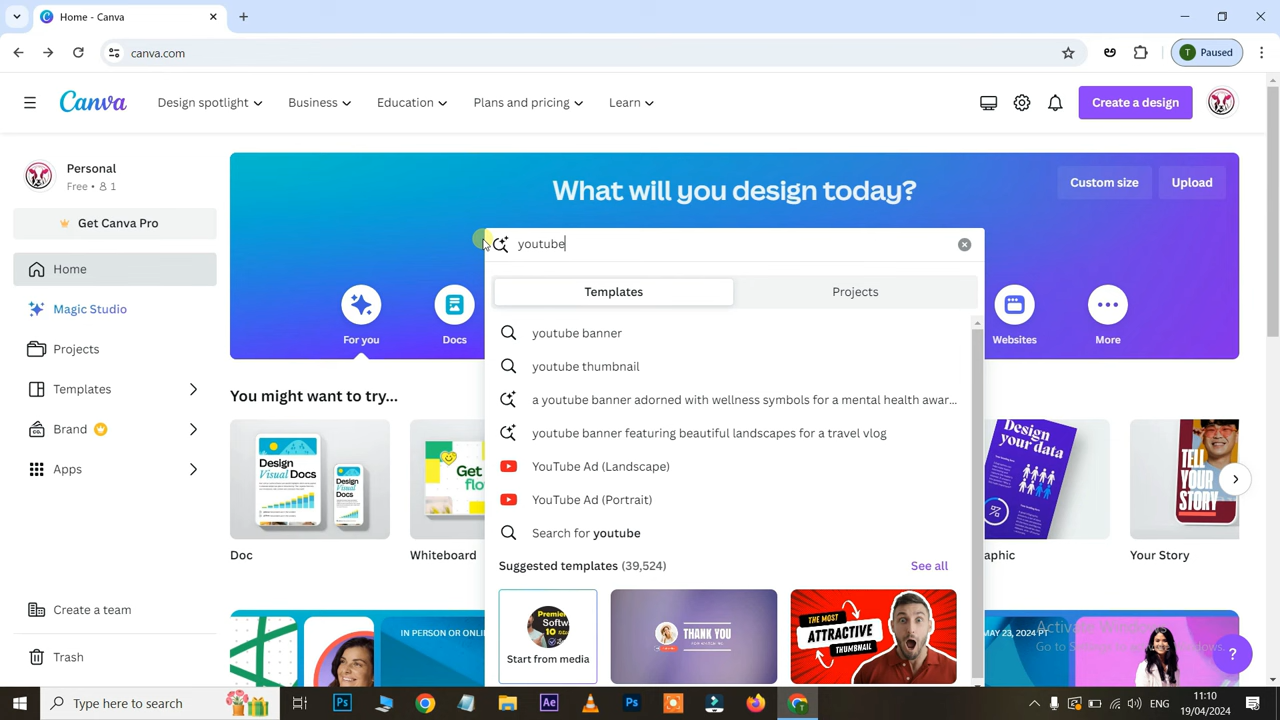 Home - Canva
canva.com
T Paused
Canva
Design spotlight
Business
Education
Plans and pricing
Learn
Create a design
Personal
Free • 1
Get Canva Pro
Home
Magic Studio
Projects
Templates
Brand
Apps
Create a team
Trash
What will you design today?
Custom size
Upload
youtube
Templates
Projects
youtube banner
youtube thumbnail
a youtube banner adorned with wellness symbols for a mental health awar...
youtube banner featuring beautiful landscapes for a travel vlog
YouTube Ad (Landscape)
YouTube Ad (Portrait)
Search for youtube
Suggested templates (39,524)
See all
Start from media
THANK YOU
THE MOST
ATTRACTIVE
THUMBNAIL
For you
Docs
Websites
More
You might want to try...
Design
Visual Docs
Design
your data
TELL
YOUR
STORY
Doc
Whiteboard
Your Story
MAY 23, 2024 PT
Activate Windows
?
Type here to search
ENG
11:10
19/04/2024